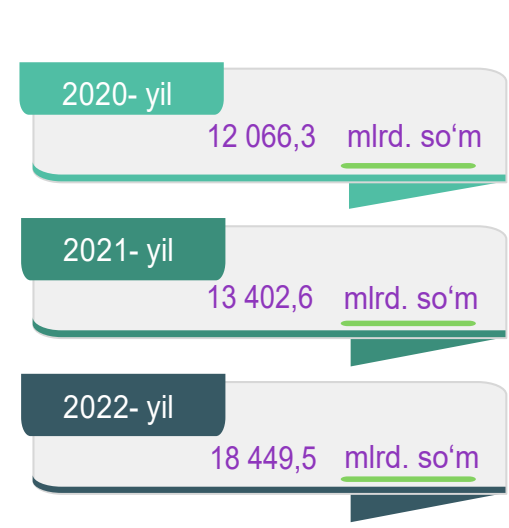 2020- yil
12 066,3 mlrd. so‘m
2021- yil
13 402,6 mlrd. so‘m
2022- yil
18 449,5 mlrd. so‘m